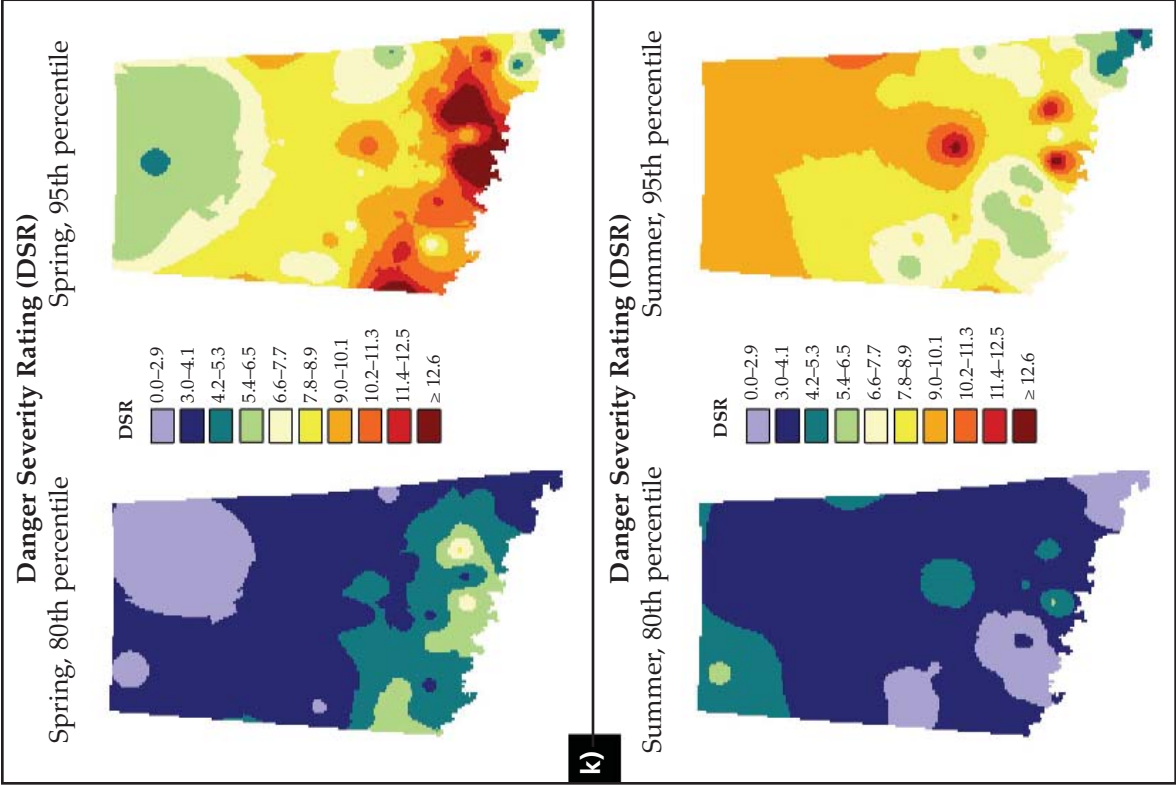 Danger Severity Rating (DSR)
Spring, 80th percentile
Spring, 95th percentile
DSR
0.0–2.9
3.0–4.1
4.2–5.3
5.4–6.5
6.6–7.7
7.8–8.9
9.0–10.1
10.2–11.3
11.4–12.5
≥ 12.6
k)
Danger Severity Rating (DSR)
Summer, 80th percentile
Summer, 95th percentile
DSR
0.0–2.9
3.0–4.1
4.2–5.3
5.4–6.5
6.6–7.7
7.8–8.9
9.0–10.1
10.2–11.3
11.4–12.5
≥ 12.6